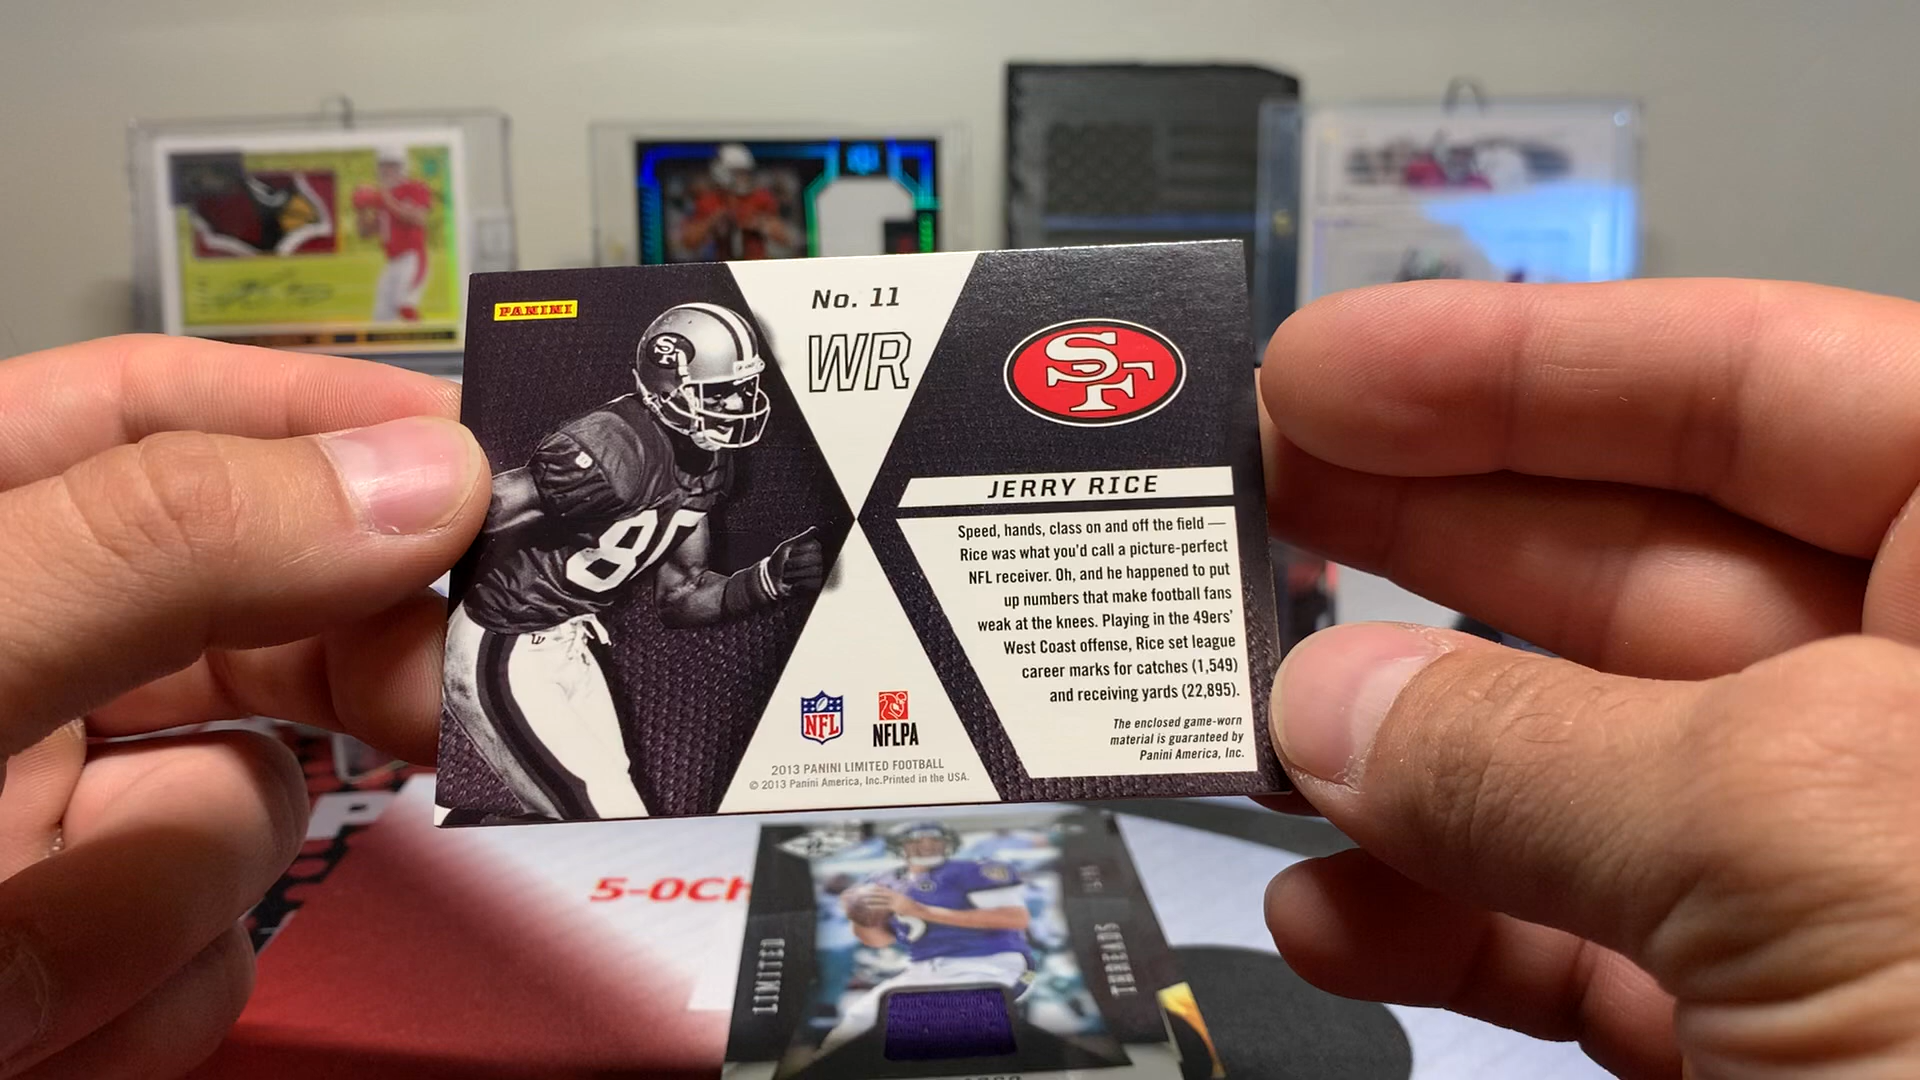 PANINI
No. 11
WR
SF
SF
80
JERRY RICE
Speed, hands, class on and off the field —
Rice was what you'd call a picture-perfect
NFL receiver. Oh, and he happened to put
up numbers that make football fans
weak at the knees. Playing in the 49ers'
West Coast offense, Rice set league
career marks for catches (1,549)
and receiving yards (22,895).
The enclosed game-worn
material is guaranteed by
Panini America, Inc.
NFL
NFLPA
2013 PANINI LIMITED FOOTBALL
© 2013 Panini America, Inc.Printed in the USA.
5-0Ch
LIMITED
THREADS